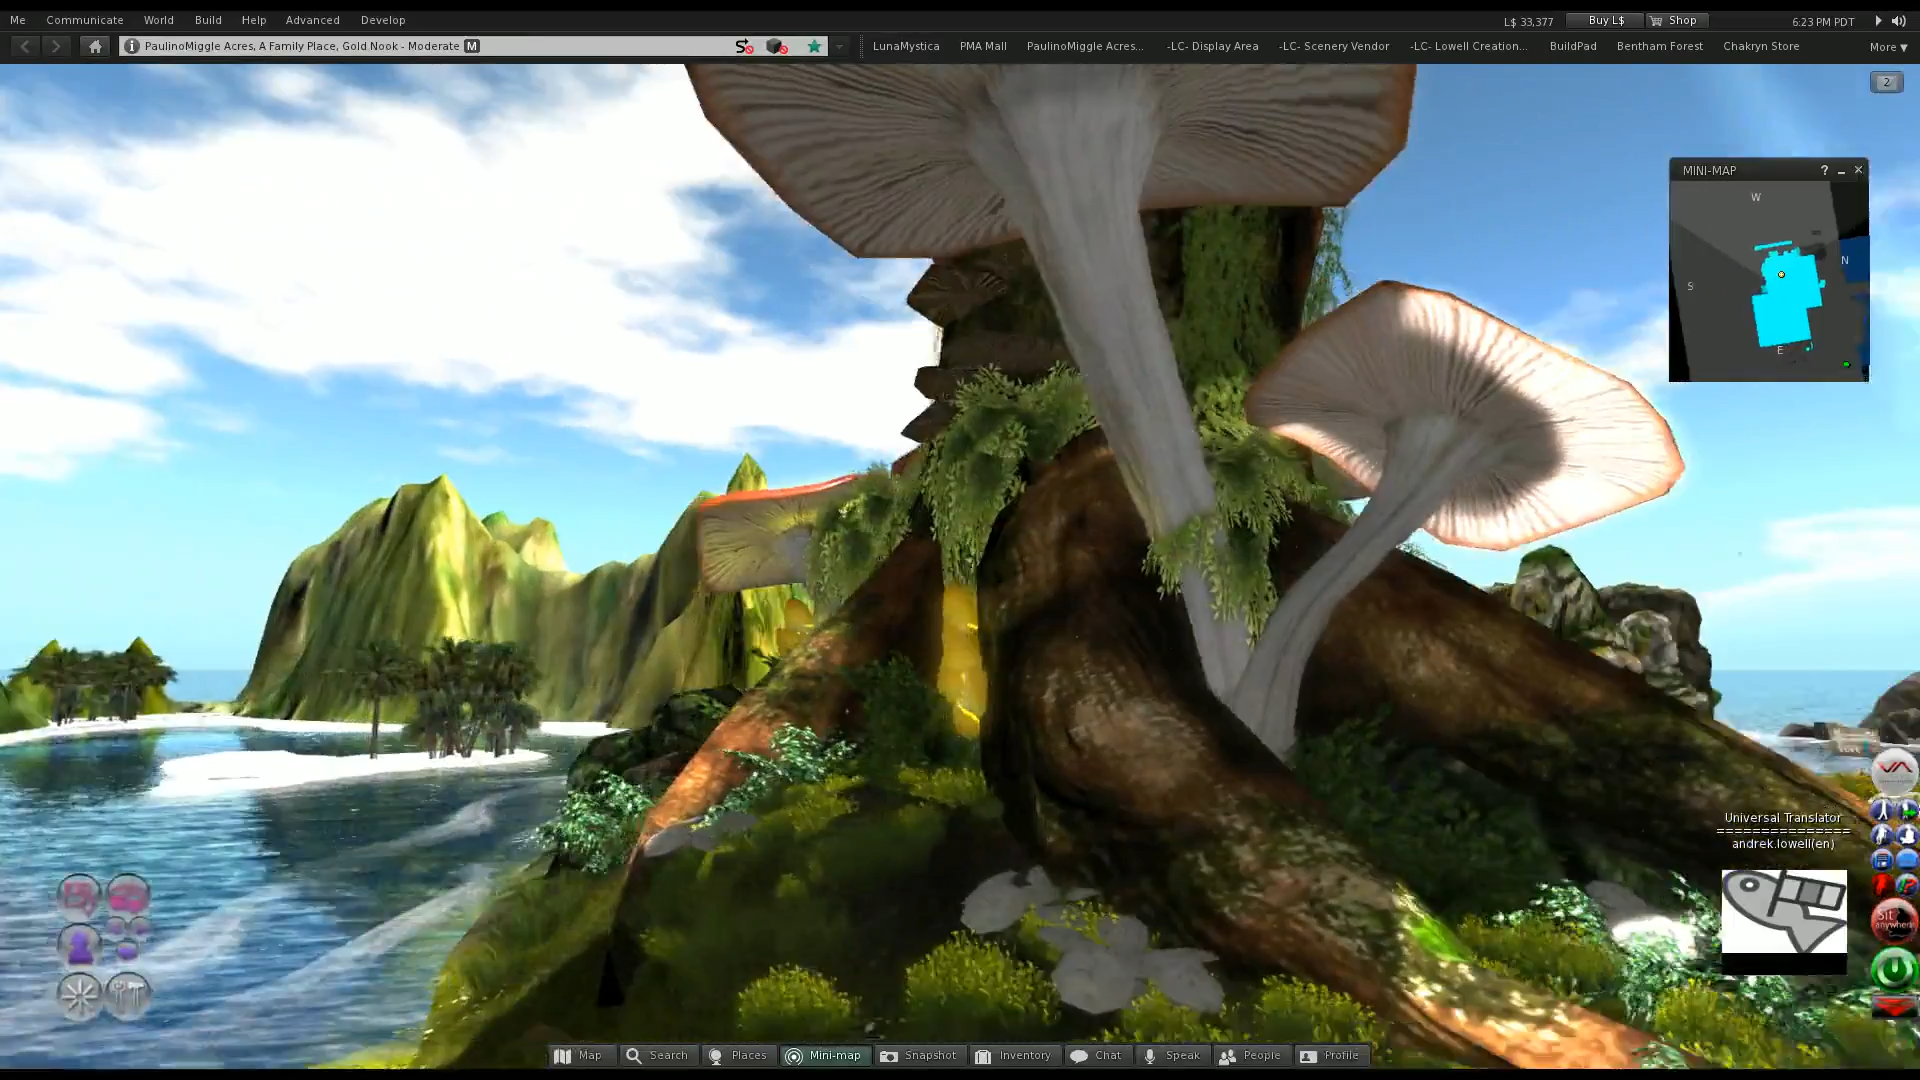 Me Communicate World Build Help Advanced Develop
L$ 33,377 Buy L$ Shop 6:23 PM PDT
PaulinoMiggle Acres, A Family Place, Gold Nook - Moderate M
LunaMystica PMA Mall PaulinoMiggle Acres... -LC- Display Area -LC- Scenery Vendor -LC- Lowell Creation... BuildPad Bentham Forest Chakryn Store More ▼
2
MINI-MAP ?
W
N
S
E
Universal Translator
===============
andrek.lowell(en)
Sit
anywhere
Map Search Places Mini-map Snapshot Inventory Chat Speak People Profile